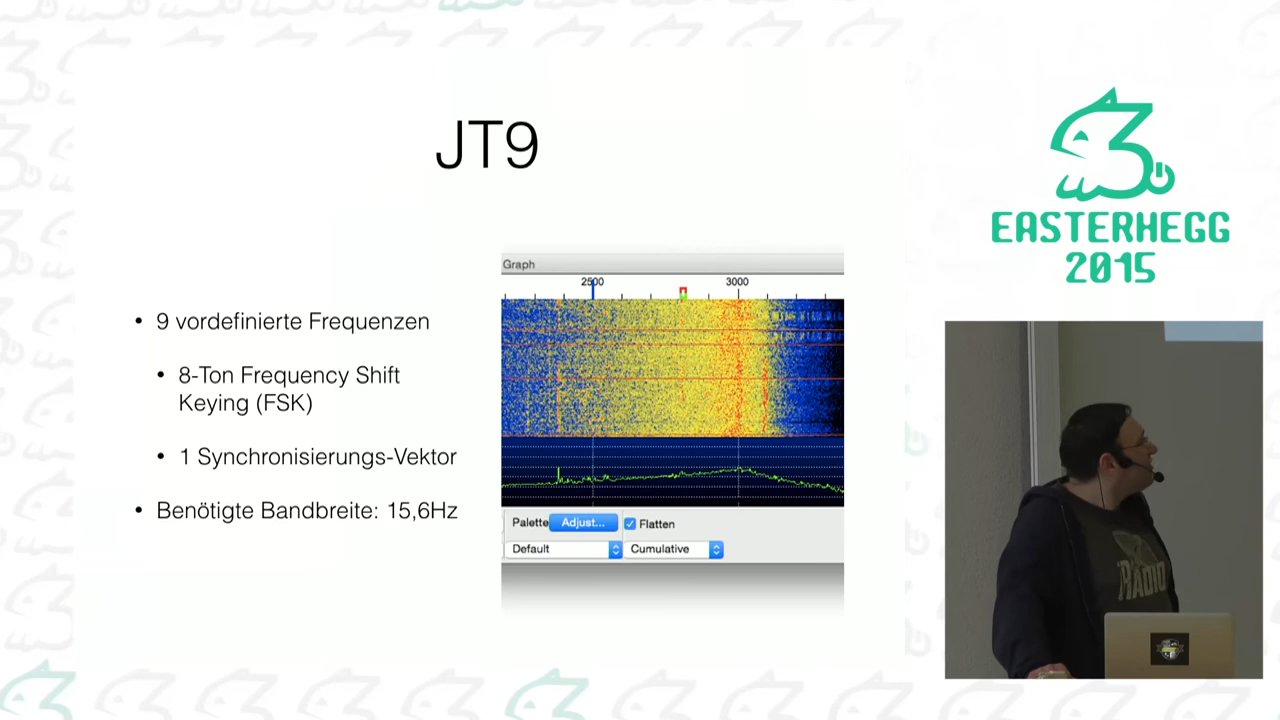 JT9
• 9 vordefinierte Frequenzen
• 8-Ton Frequency Shift
Keying (FSK)
• 1 Synchronisierungs-Vektor
• Benötigte Bandbreite: 15,6Hz
Graph
2500 3000
Palette Adjust... Flatten
Default Cumulative
EASTERHEGG
2015
RADIO